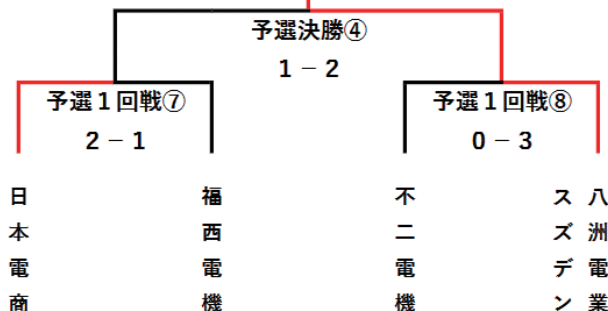 予選決勝④
1 − 2
予選1回戦⑦
2 − 1
予選1回戦⑧
0 − 3
日本電商
福西電機
不二電機
八洲電業
スズデン